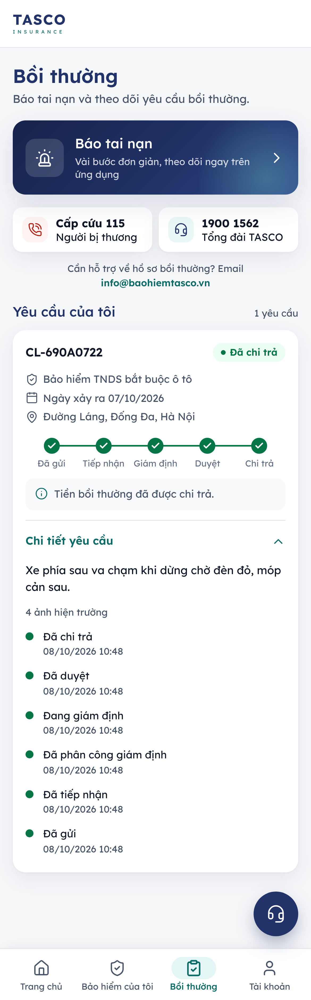 TASCO
INSURANCE
Bồi thường
Báo tai nạn và theo dõi yêu cầu bồi thường.
Báo tai nạn
Vài bước đơn giản, theo dõi ngay trên
ứng dụng
Cấp cứu 115
Người bị thương
1900 1562
Tổng đài TASCO
Cần hỗ trợ về hồ sơ bồi thường? Email
info@baohiemtasco.vn
Yêu cầu của tôi
1 yêu cầu
CL-690A0722
Đã chi trả
Bảo hiểm TNDS bắt buộc ô tô
Ngày xảy ra 07/10/2026
Đường Láng, Đống Đa, Hà Nội
Đã gửi
Tiếp nhận
Giám định
Duyệt
Chi trả
Tiền bồi thường đã được chi trả.
Chi tiết yêu cầu
Xe phía sau va chạm khi dừng chờ đèn đỏ, móp
cản sau.
4 ảnh hiện trường
Đã chi trả
08/10/2026 10:48
Đã duyệt
08/10/2026 10:48
Đang giám định
08/10/2026 10:48
Đã phân công giám định
08/10/2026 10:48
Đã tiếp nhận
08/10/2026 10:48
Đã gửi
08/10/2026 10:48
Trang chủ
Bảo hiểm của tôi
Bồi thường
Tài khoản